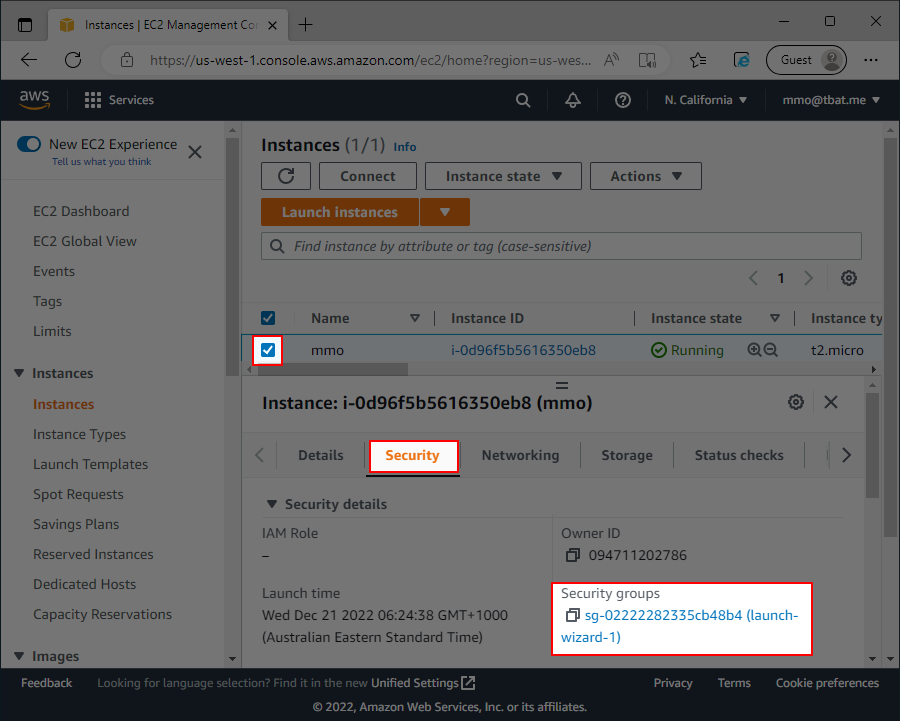 Instances | EC2 Management Con
https://us-west-1.console.aws.amazon.com/ec2/home?region=us-wes...
Guest
aws
Services
N. California
mmo@tbat.me
New EC2 Experience
Tell us what you think
EC2 Dashboard
EC2 Global View
Events
Tags
Limits
Instances
Instances
Instance Types
Launch Templates
Spot Requests
Savings Plans
Reserved Instances
Dedicated Hosts
Capacity Reservations
Images
Instances (1/1) Info
Connect
Instance state
Actions
Launch instances
Find instance by attribute or tag (case-sensitive)
1
Name Instance ID Instance state Instance ty
mmo i-0d96f5b5616350eb8 Running t2.micro
Instance: i-0d96f5b5616350eb8 (mmo)
Details Security Networking Storage Status checks
Security details
IAM Role
–
Owner ID
094711202786
Launch time
Wed Dec 21 2022 06:24:38 GMT+1000
(Australian Eastern Standard Time)
Security groups
sg-02222282335cb48b4 (launch-
wizard-1)
Feedback Looking for language selection? Find it in the new Unified Settings Privacy Terms Cookie preferences
© 2022, Amazon Web Services, Inc. or its affiliates.